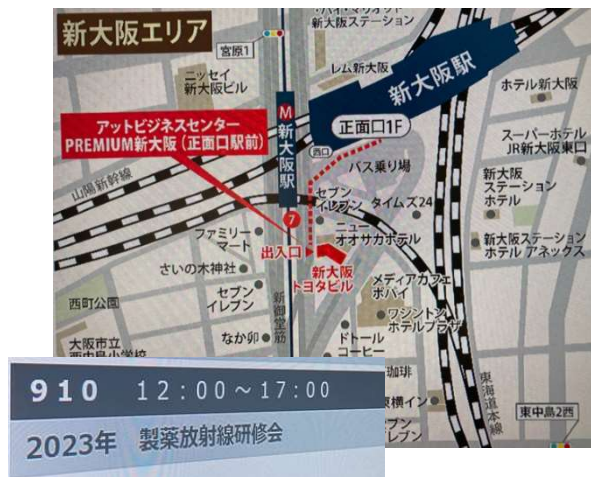 新大阪エリア
宮原1
新大阪ステーション
ニッセイ
新大阪ビル
レム新大阪
新大阪駅
ホテル新大阪
アットビジネスセンター
PREMIUM新大阪(正面口駅前)
M
新大阪駅
正面口1F
西口
バス乗り場
スーパーホテル
JR新大阪東口
山陽新幹線
セブン
イレブン
タイムズ24
新大阪
ステーション
ホテル
7
ファミリー
マート
ニュー
オオサカホテル
出入口
新大阪ステーション
ホテル アネックス
さいの木神社
新大阪
トヨタビル
セブン
イレブン
メディアカフェ
ポパイ
西町公園
新御堂筋
ワシントン
ホテルプラザ
なか卯
ドトール
コーヒー
大阪市立
珈琲
東海道本線
東横イン
東中島2西
ブン
レブン
910 12:00~17:00
2023年 製薬放射線研修会